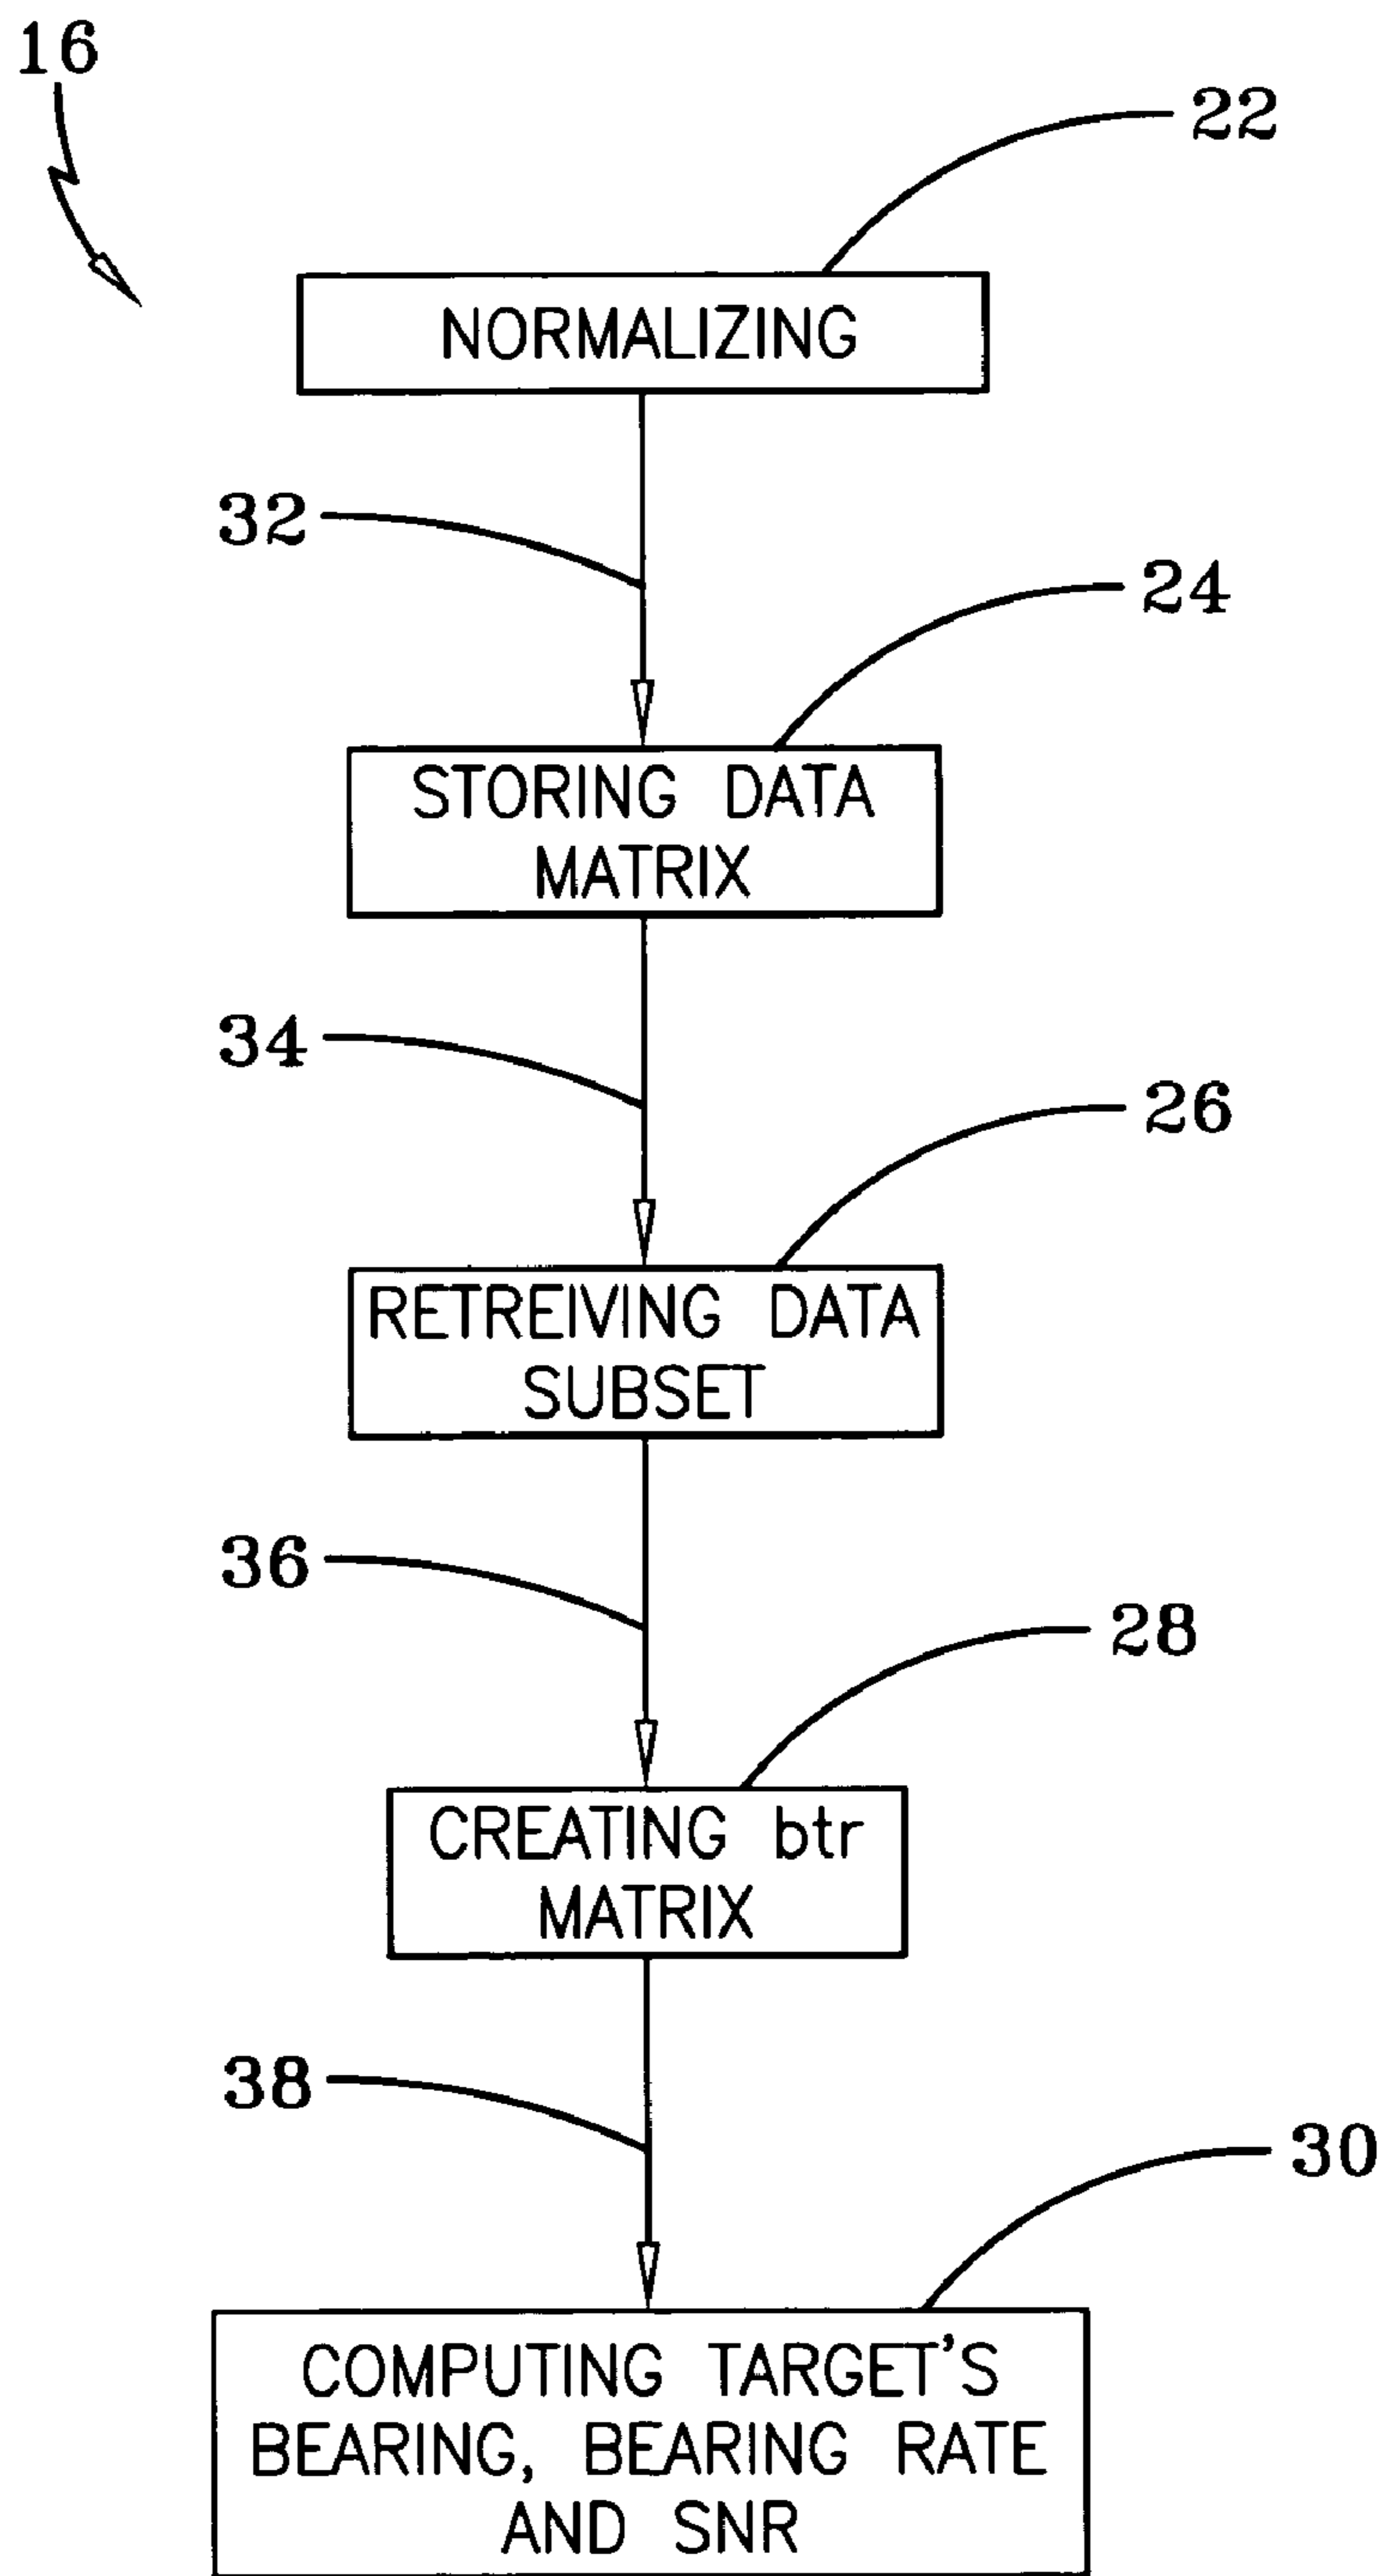 16
22
NORMALIZING
32
24
STORING DATA
MATRIX
34
26
RETREIVING DATA
SUBSET
36
28
CREATING btr
MATRIX
38
30
COMPUTING TARGET'S
BEARING, BEARING RATE
AND SNR